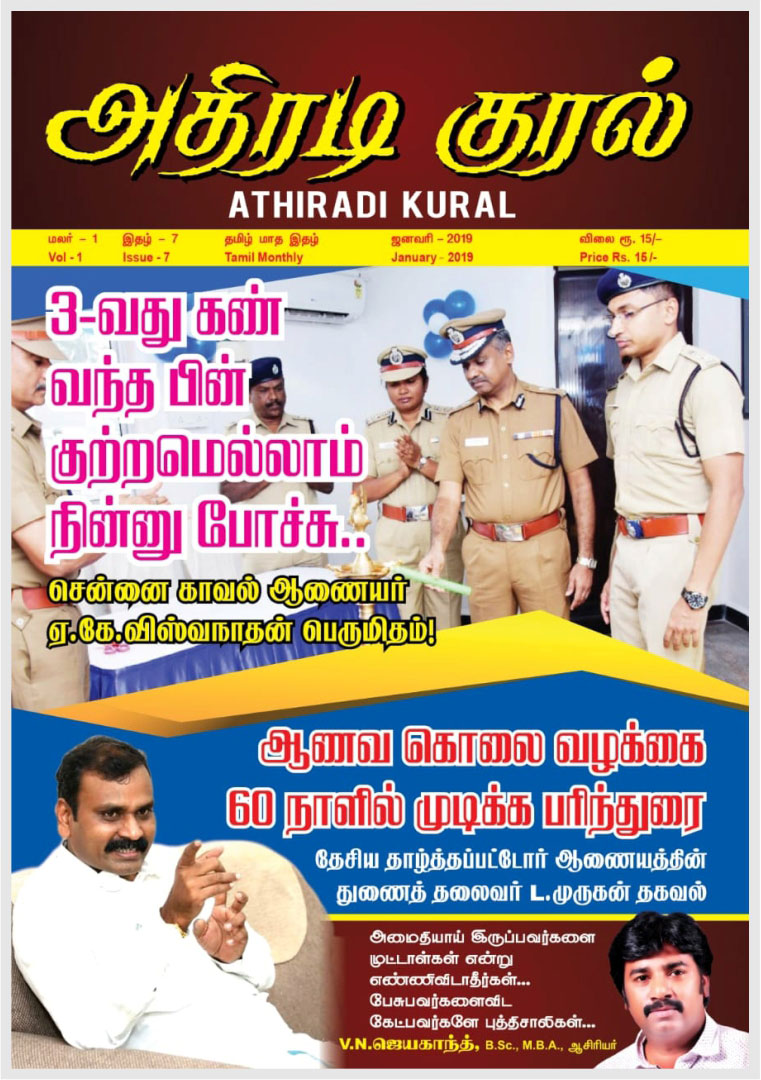 அதிரடி குரல்
ATHIRADI KURAL
மலர் – 1 இதழ் – 7 தமிழ் மாத இதழ் ஜனவரி – 2019 விலை ரூ. 15/–
Vol - 1 Issue - 7 Tamil Monthly January - 2019 Price Rs. 15 /-
3-வது கண்
வந்த பின்
குற்றமெல்லாம்
நின்னு போச்சு..
சென்னை காவல் ஆணையர்
ஏ.கே.விஸ்வநாதன் பெருமிதம்!
ஆணவ கொலை வழக்கை
60 நாளில் முடிக்க பரிந்துரை
தேசிய தாழ்த்தப்பட்டோர் ஆணையத்தின்
துணைத் தலைவர் L.முருகன் தகவல்
அமைதியாய் இருப்பவர்களை
முட்டாள்கள் என்று
எண்ணிவிடாதீர்கள்...
பேசுபவர்களைவிட
கேட்பவர்களே புத்திசாலிகள்...
V.N.ஜெயகாந்த், B.Sc., M.B.A., ஆசிரியர்